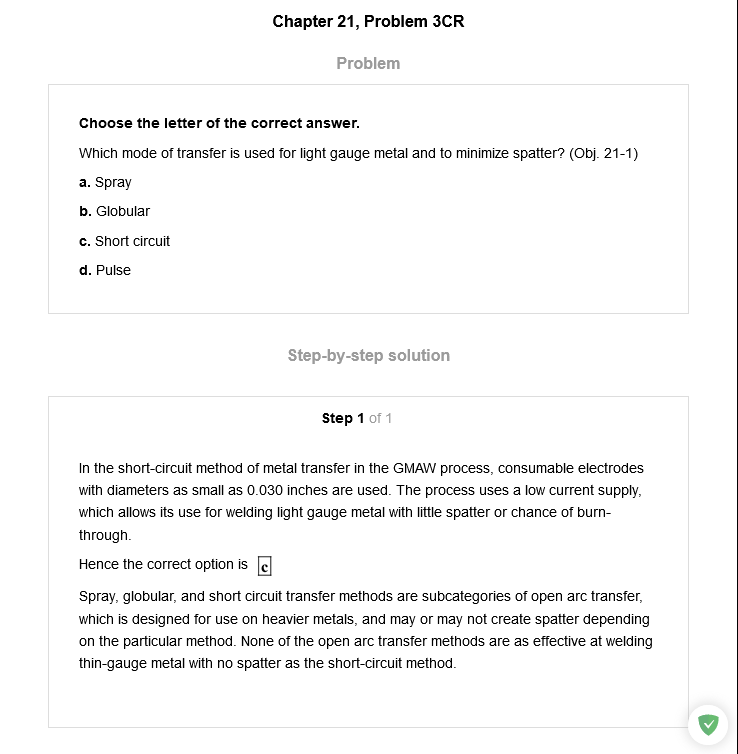 Chapter 21, Problem 3CR
Problem
Choose the letter of the correct answer.
Which mode of transfer is used for light gauge metal and to minimize spatter? (Obj. 21-1)
a. Spray
b. Globular
c. Short circuit
d. Pulse
Step-by-step solution
Step 1 of 1
In the short-circuit method of metal transfer in the GMAW process, consumable electrodes
with diameters as small as 0.030 inches are used. The process uses a low current supply,
which allows its use for welding light gauge metal with little spatter or chance of burn-
through.
Hence the correct option is c
Spray, globular, and short circuit transfer methods are subcategories of open arc transfer,
which is designed for use on heavier metals, and may or may not create spatter depending
on the particular method. None of the open arc transfer methods are as effective at welding
thin-gauge metal with no spatter as the short-circuit method.